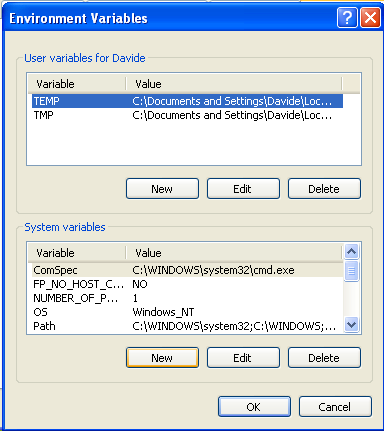 Environment Variables
User variables for Davide
Variable Value
TEMP C:\Documents and Settings\Davide\Loc...
TMP C:\Documents and Settings\Davide\Loc...
New Edit Delete
System variables
Variable Value
ComSpec C:\WINDOWS\system32\cmd.exe
FP_NO_HOST_C... NO
NUMBER_OF_P... 1
OS Windows_NT
Path C:\WINDOWS\system32;C:\WINDOWS;...
New Edit Delete
OK Cancel